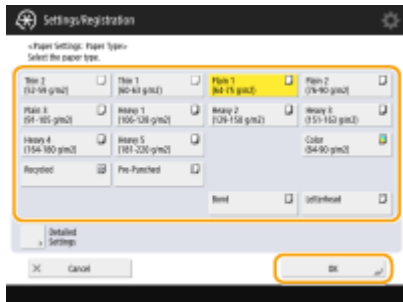 Settings/Registration
<Paper Settings: Paper Type>
Select the paper type.
Thin 2
(52-59 g/m2)
Thin 1
(60-63 g/m2)
Plain 1
(64-75 g/m2)
Plain 2
(76-90 g/m2)
Plain 3
(91-105 g/m2)
Heavy 1
(106-128 g/m2)
Heavy 2
(129-150 g/m2)
Heavy 3
(151-163 g/m2)
Heavy 4
(164-180 g/m2)
Heavy 5
(181-220 g/m2)
Color
(64-90 g/m2)
Recycled
Pre-Punched
Bond
Letterhead
Detailed
Settings
Cancel
OK